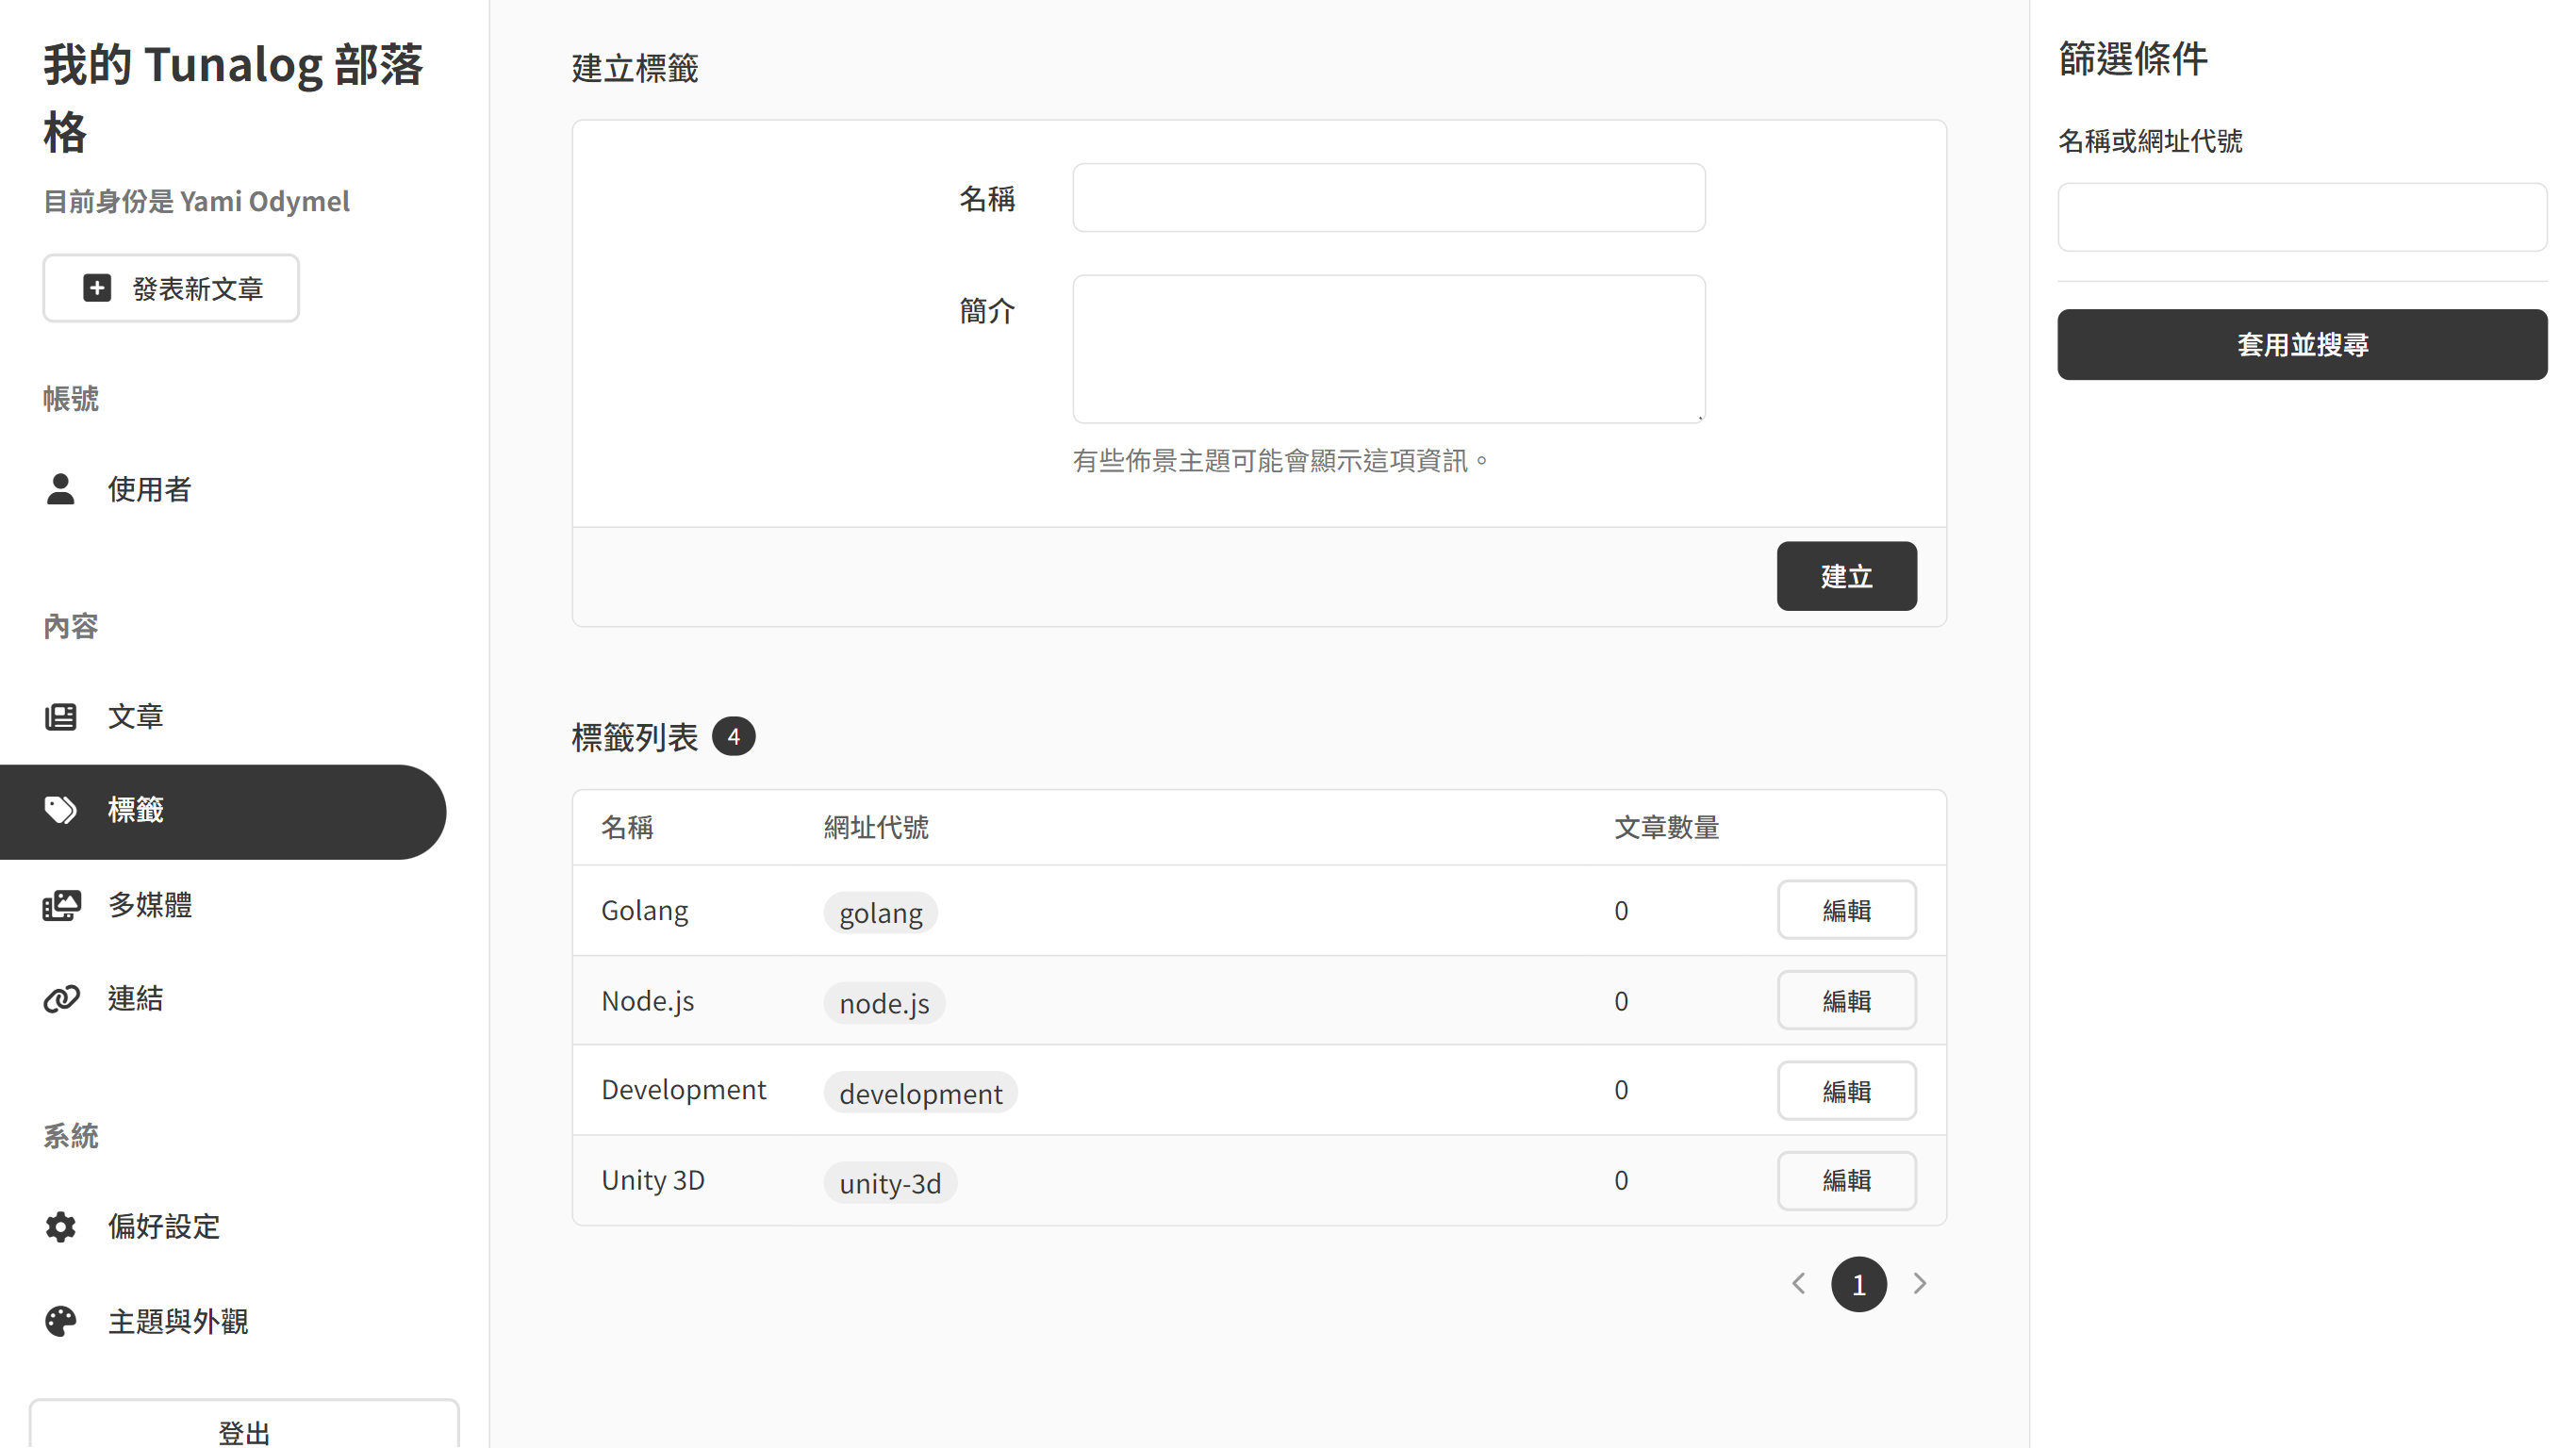 我的 Tunalog 部落
格
目前身份是 Yami Odymel
發表新文章
帳號
使用者
內容
文章
標籤
多媒體
連結
系統
偏好設定
主題與外觀
登出
建立標籤
名稱
簡介
有些佈景主題可能會顯示這項資訊。
建立
標籤列表 4
名稱 網址代號 文章數量
Golang golang 0 編輯
Node.js node.js 0 編輯
Development development 0 編輯
Unity 3D unity-3d 0 編輯
1
篩選條件
名稱或網址代號
套用並搜尋